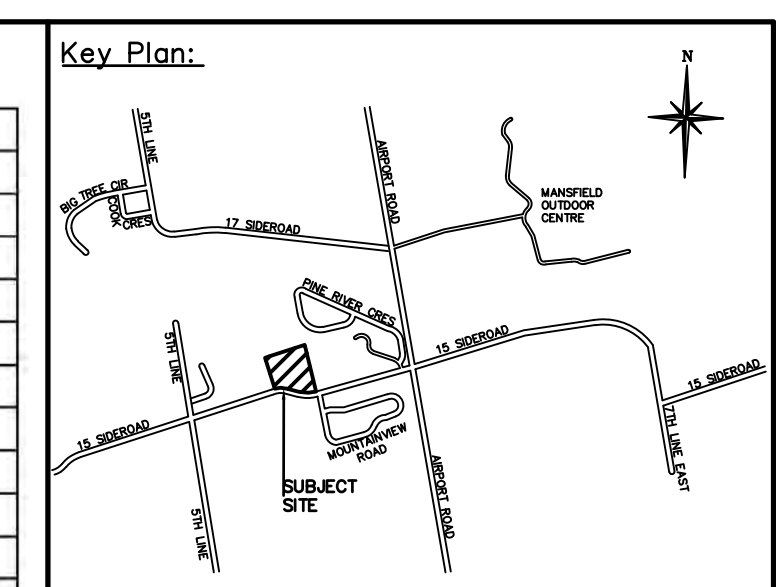 Key Plan:
N
5TH LINE
AIRPORT ROAD
BIG TREE CIR
COOK
CRES
MANSFIELD
OUTDOOR
CENTRE
17 SIDEROAD
PINE RIVER CRES
5TH LINE
15 SIDEROAD
15 SIDEROAD
15 SIDEROAD
MOUNTAINVIEW
ROAD
7TH LINE EAST
AIRPORT ROAD
SUBJECT
SITE
5TH LINE